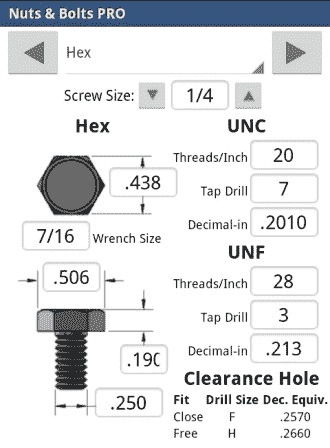 Nuts & Bolts PRO
Hex
Screw Size: 1/4
Hex
.438
7/16 Wrench Size
.506
.190
.250
UNC
Threads/Inch 20
Tap Drill 7
Decimal-in .2010
UNF
Threads/Inch 28
Tap Drill 3
Decimal-in .213
Clearance Hole
Fit Drill Size Dec. Equiv.
Close F .2570
Free H .2660